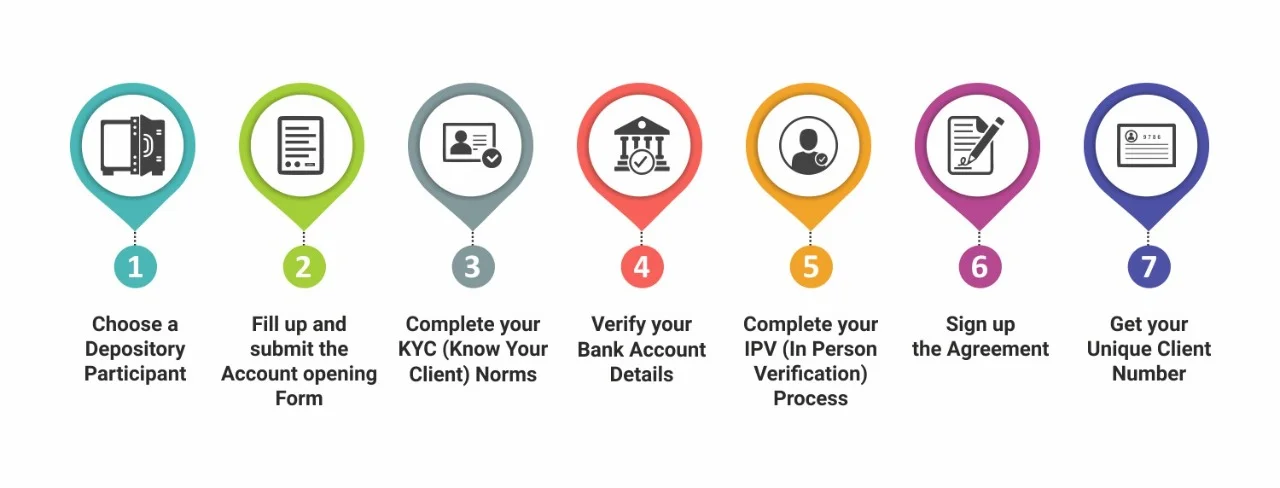 0786
1
Choose a
Depository
Participant
2
Fill up and
submit the
Account opening
Form
3
Complete your
KYC (Know Your
Client) Norms
4
Verify your
Bank Account
Details
5
Complete your
IPV (In Person
Verification)
Process
6
Sign up
the Agreement
7
Get your
Unique Client
Number